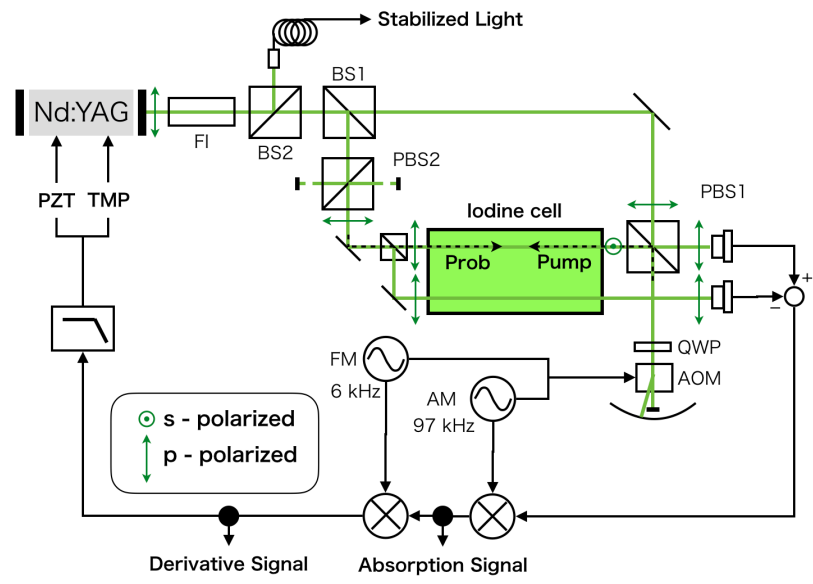 Stabilized Light
BS1
Nd:YAG
FI
BS2
PBS2
PZT TMP
PBS1
Iodine cell
Prob
Pump
+
−
QWP
FM
6 kHz
AM
97 kHz
AOM
s - polarized
p - polarized
Derivative Signal
Absorption Signal